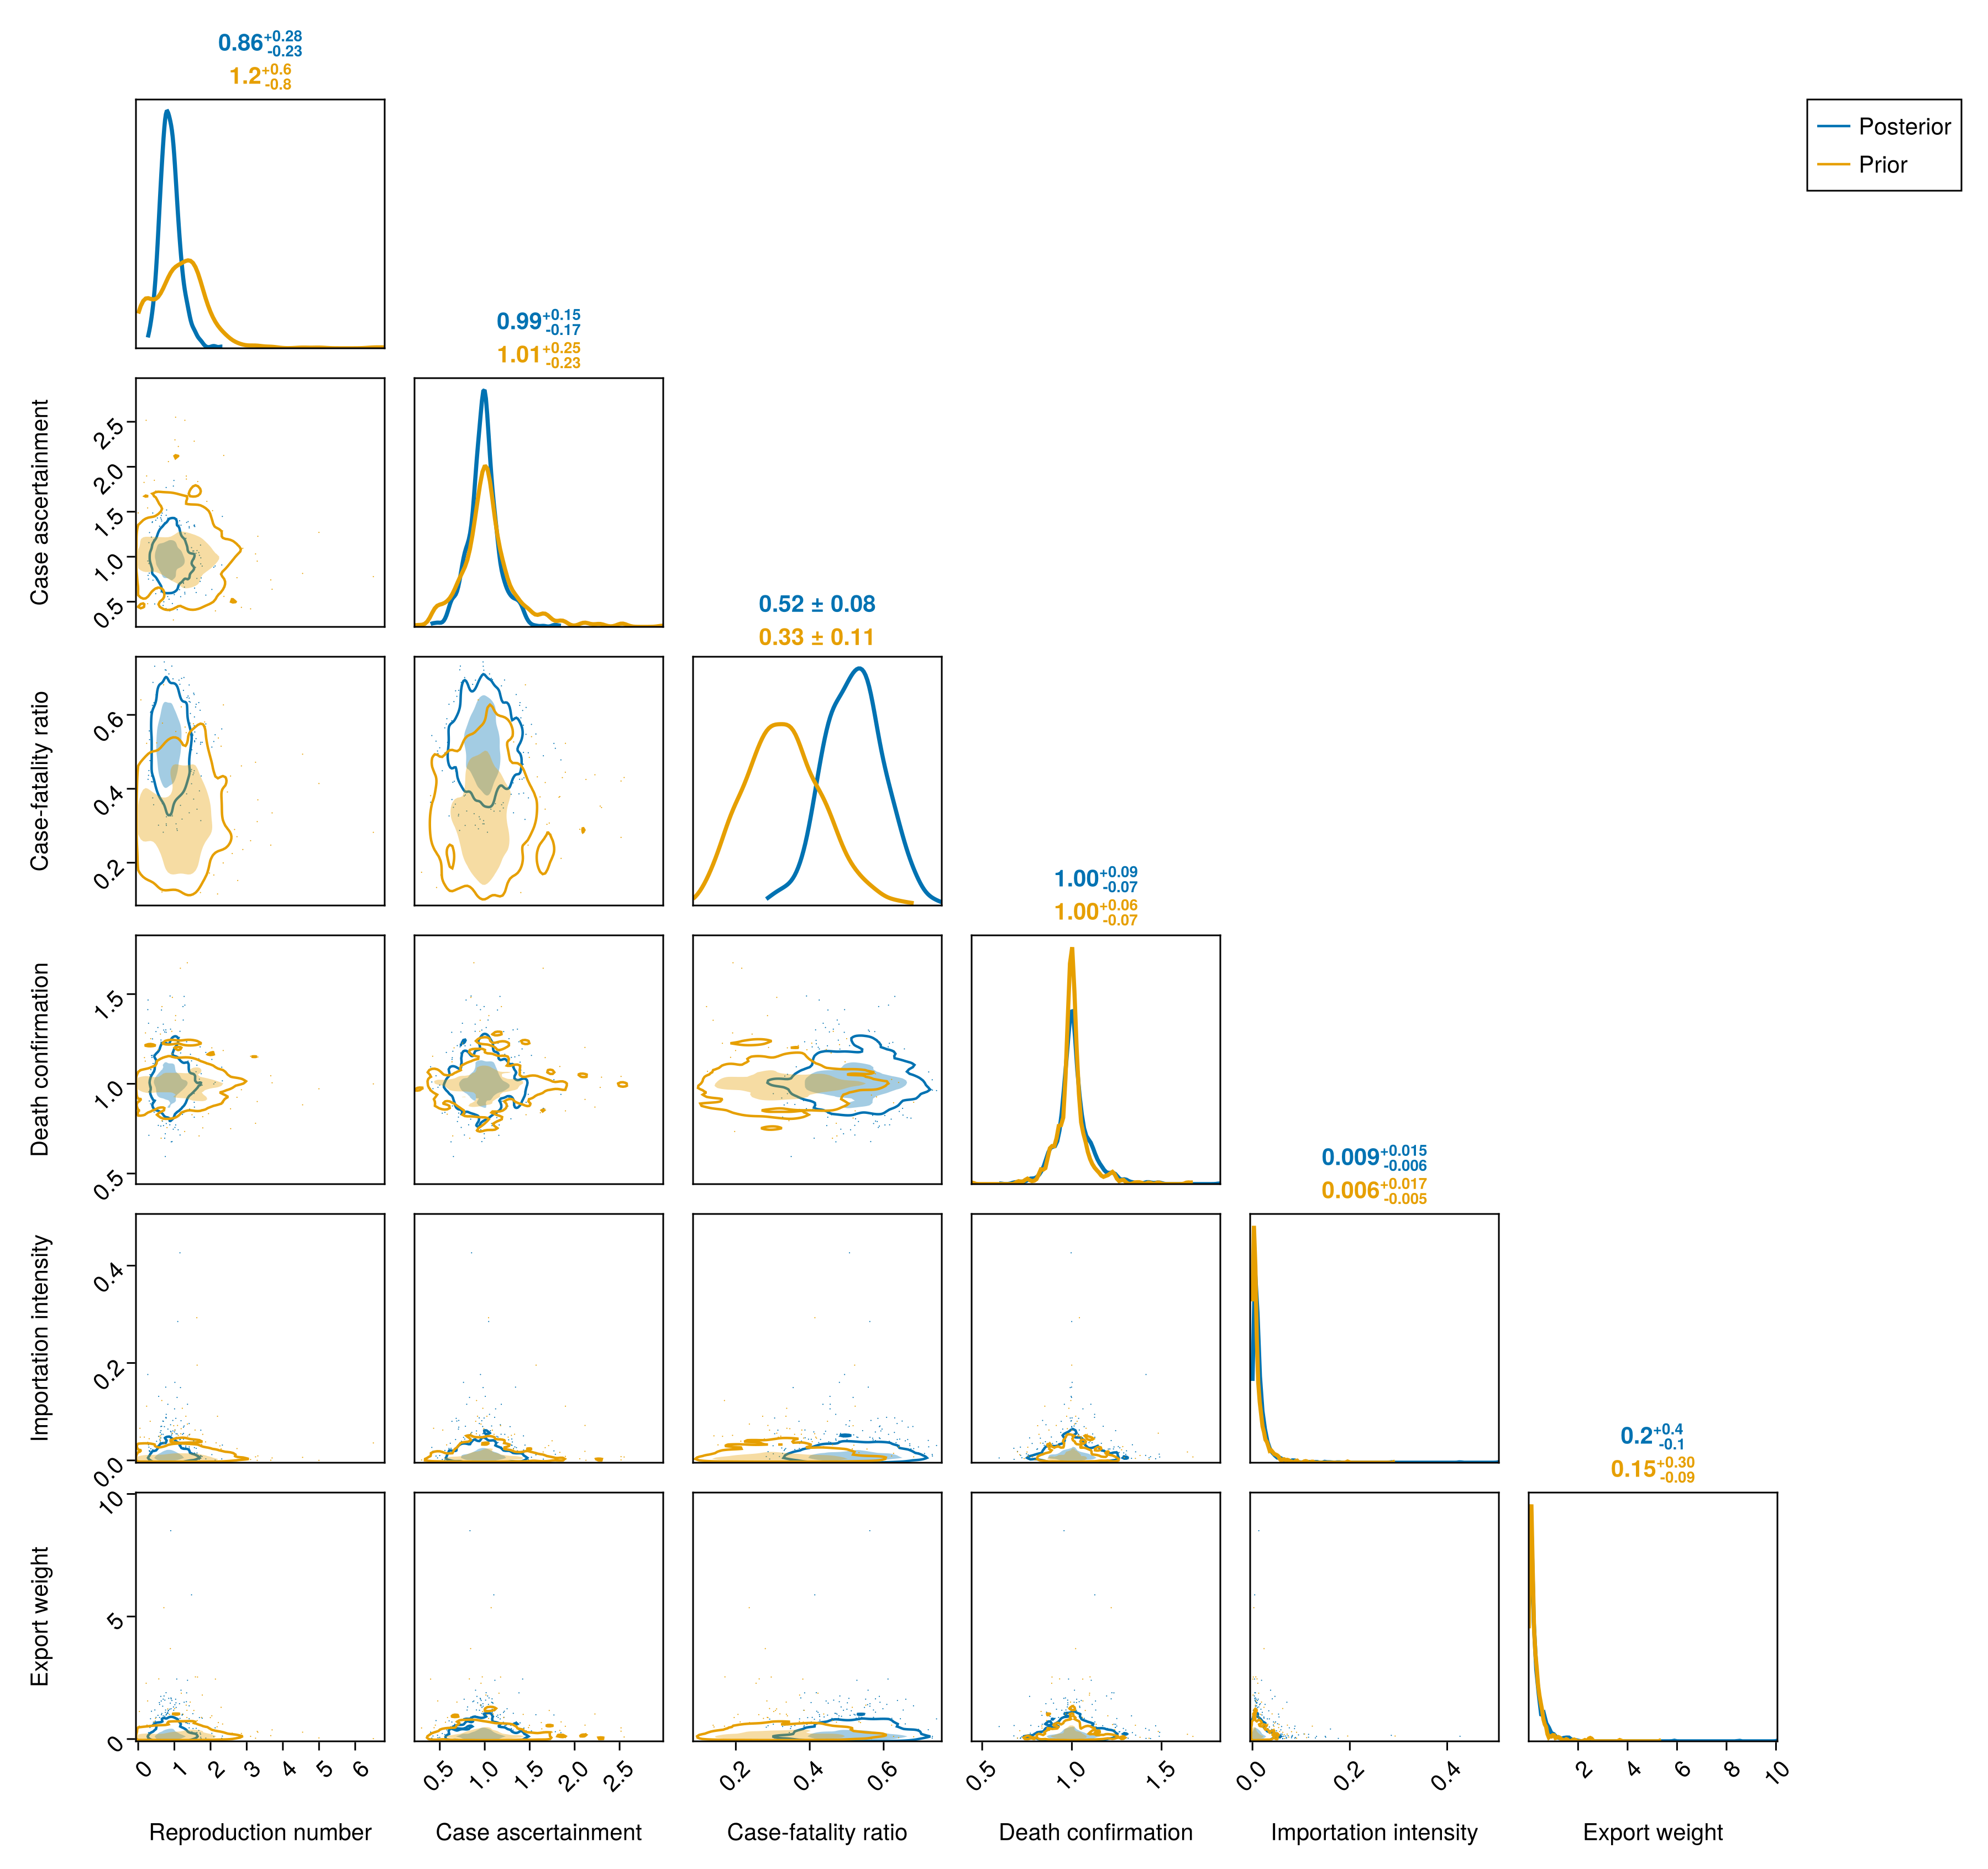 0.86+0.28-0.23
1.2+0.6-0.8
Posterior
Prior
0.99+0.15-0.17
1.01+0.25-0.23
Case ascertainment
2.5
2.0
1.5
1.0
0.5
0.52 ± 0.08
0.33 ± 0.11
Case-fatality ratio
0.6
0.4
0.2
1.00+0.09-0.07
1.00+0.06-0.07
Death confirmation
1.5
1.0
0.5
0.009+0.015-0.006
0.006+0.017-0.005
Importation intensity
0.4
0.2
0.0
0.2+0.4-0.1
0.15+0.30-0.09
Export weight
10
5
0
0 1 2 3 4 5 6
0.5 1.0 1.5 2.0 2.5
0.2 0.4 0.6
0.5 1.0 1.5
0.0 0.2 0.4
2 4 6 8 10
Reproduction number
Case ascertainment
Case-fatality ratio
Death confirmation
Importation intensity
Export weight